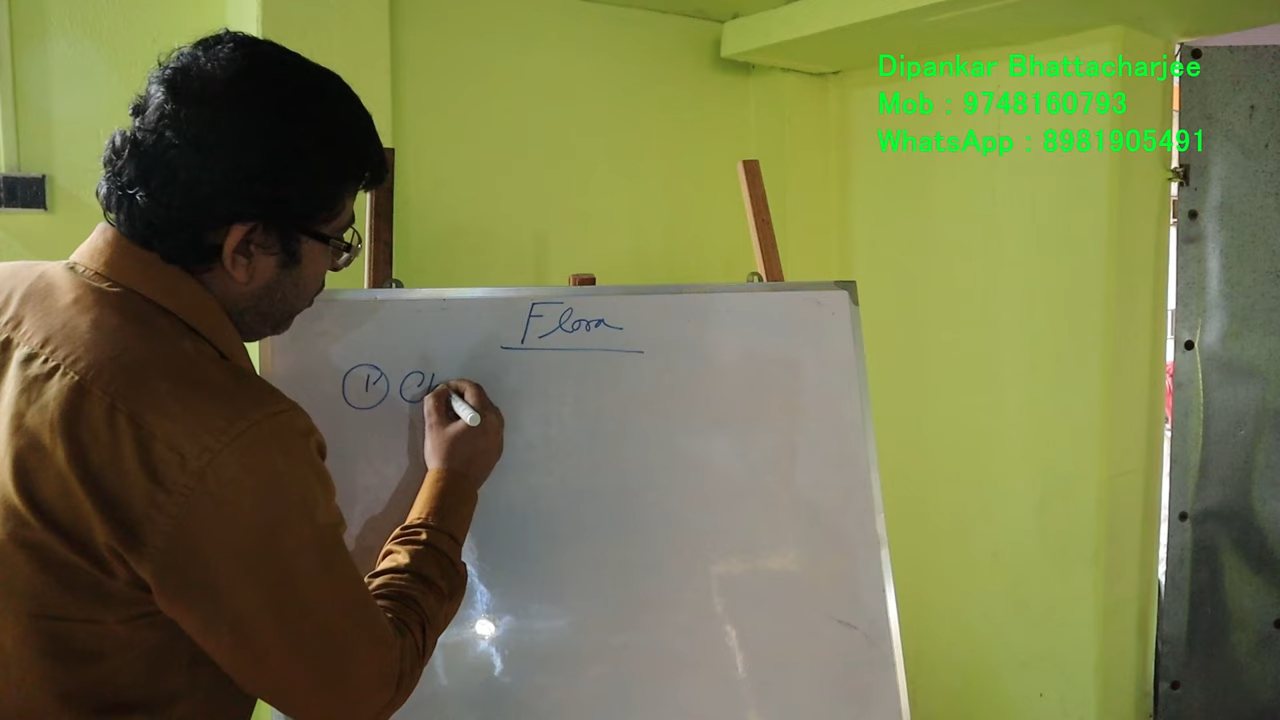 Dipankar Bhattacharjee
Mob : 9748160793
WhatsApp : 8981905491
Flora
① Ch